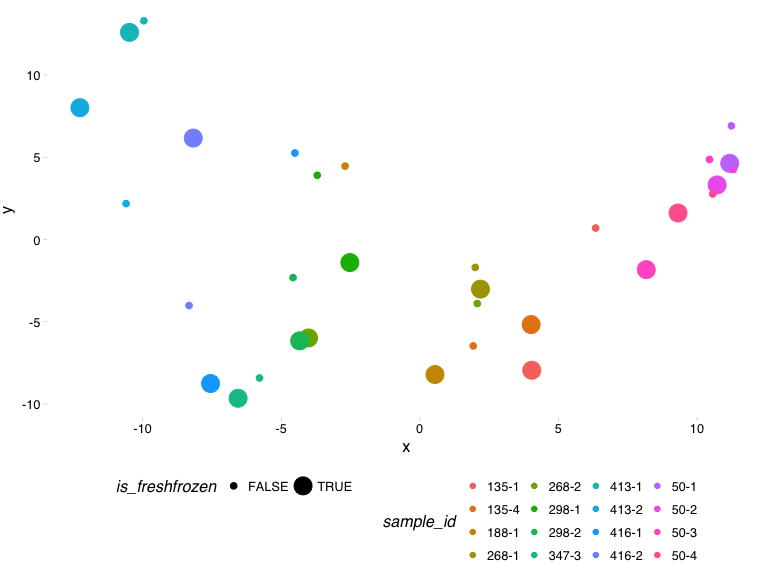 10
5
0
-5
-10
y
-10
-5
0
5
10
x
is_freshfrozen FALSE TRUE
sample_id
135-1 268-2 413-1 50-1
135-4 298-1 413-2 50-2
188-1 298-2 416-1 50-3
268-1 347-3 416-2 50-4